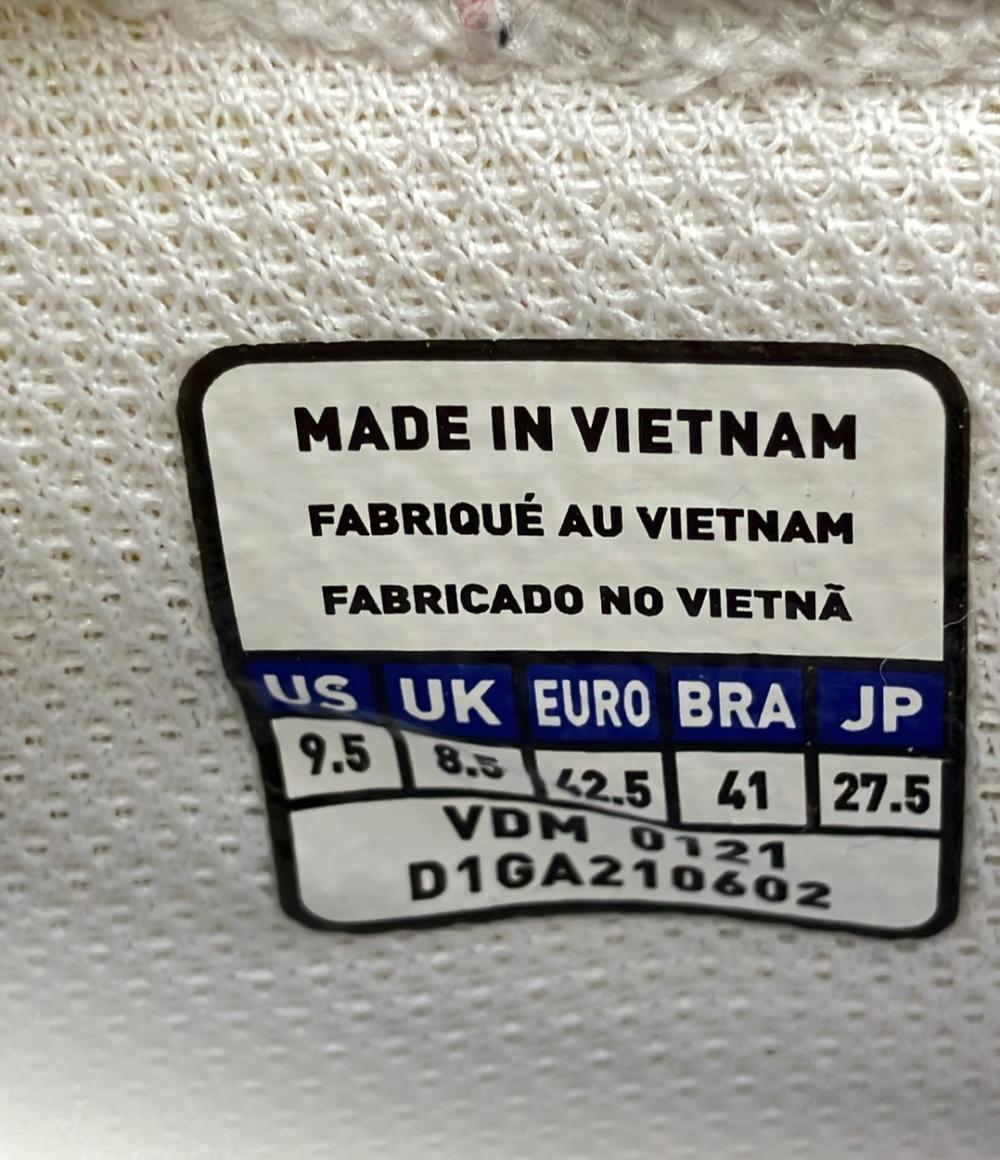 MADE IN VIETNAM
FABRIQUÉ AU VIETNAM
FABRICADO NO VIETNÃ
US UK EURO BRA JP
9.5 8.5 42.5 41 27.5
VDM 0121
D1GA210602